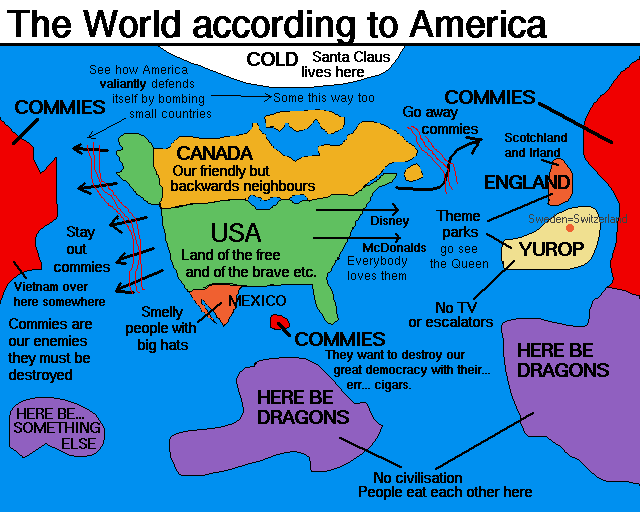 The World according to America
COLD
Santa Claus
lives here
See how America
valiantly defends
itself by bombing
small countries
Some this way too
COMMIES
COMMIES
Go away
commies
Scotchland
and Irland
CANADA
Our friendly but
backwards neighbours
ENGLAND
USA
Land of the free
and of the brave etc.
Disney
McDonalds
Everybody
loves them
Theme
parks
go see
the Queen
Sweden=Switzerland
YUROP
Stay
out
commies
Vietnam over
here somewhere
Commies are
our enemies
they must be
destroyed
Smelly
people with
big hats
MEXICO
No TV
or escalators
COMMIES
They want to destroy our
great democracy with their...
err... cigars.
HERE BE
DRAGONS
HERE BE
DRAGONS
HERE BE...
SOMETHING
ELSE
No civilisation
People eat each other here